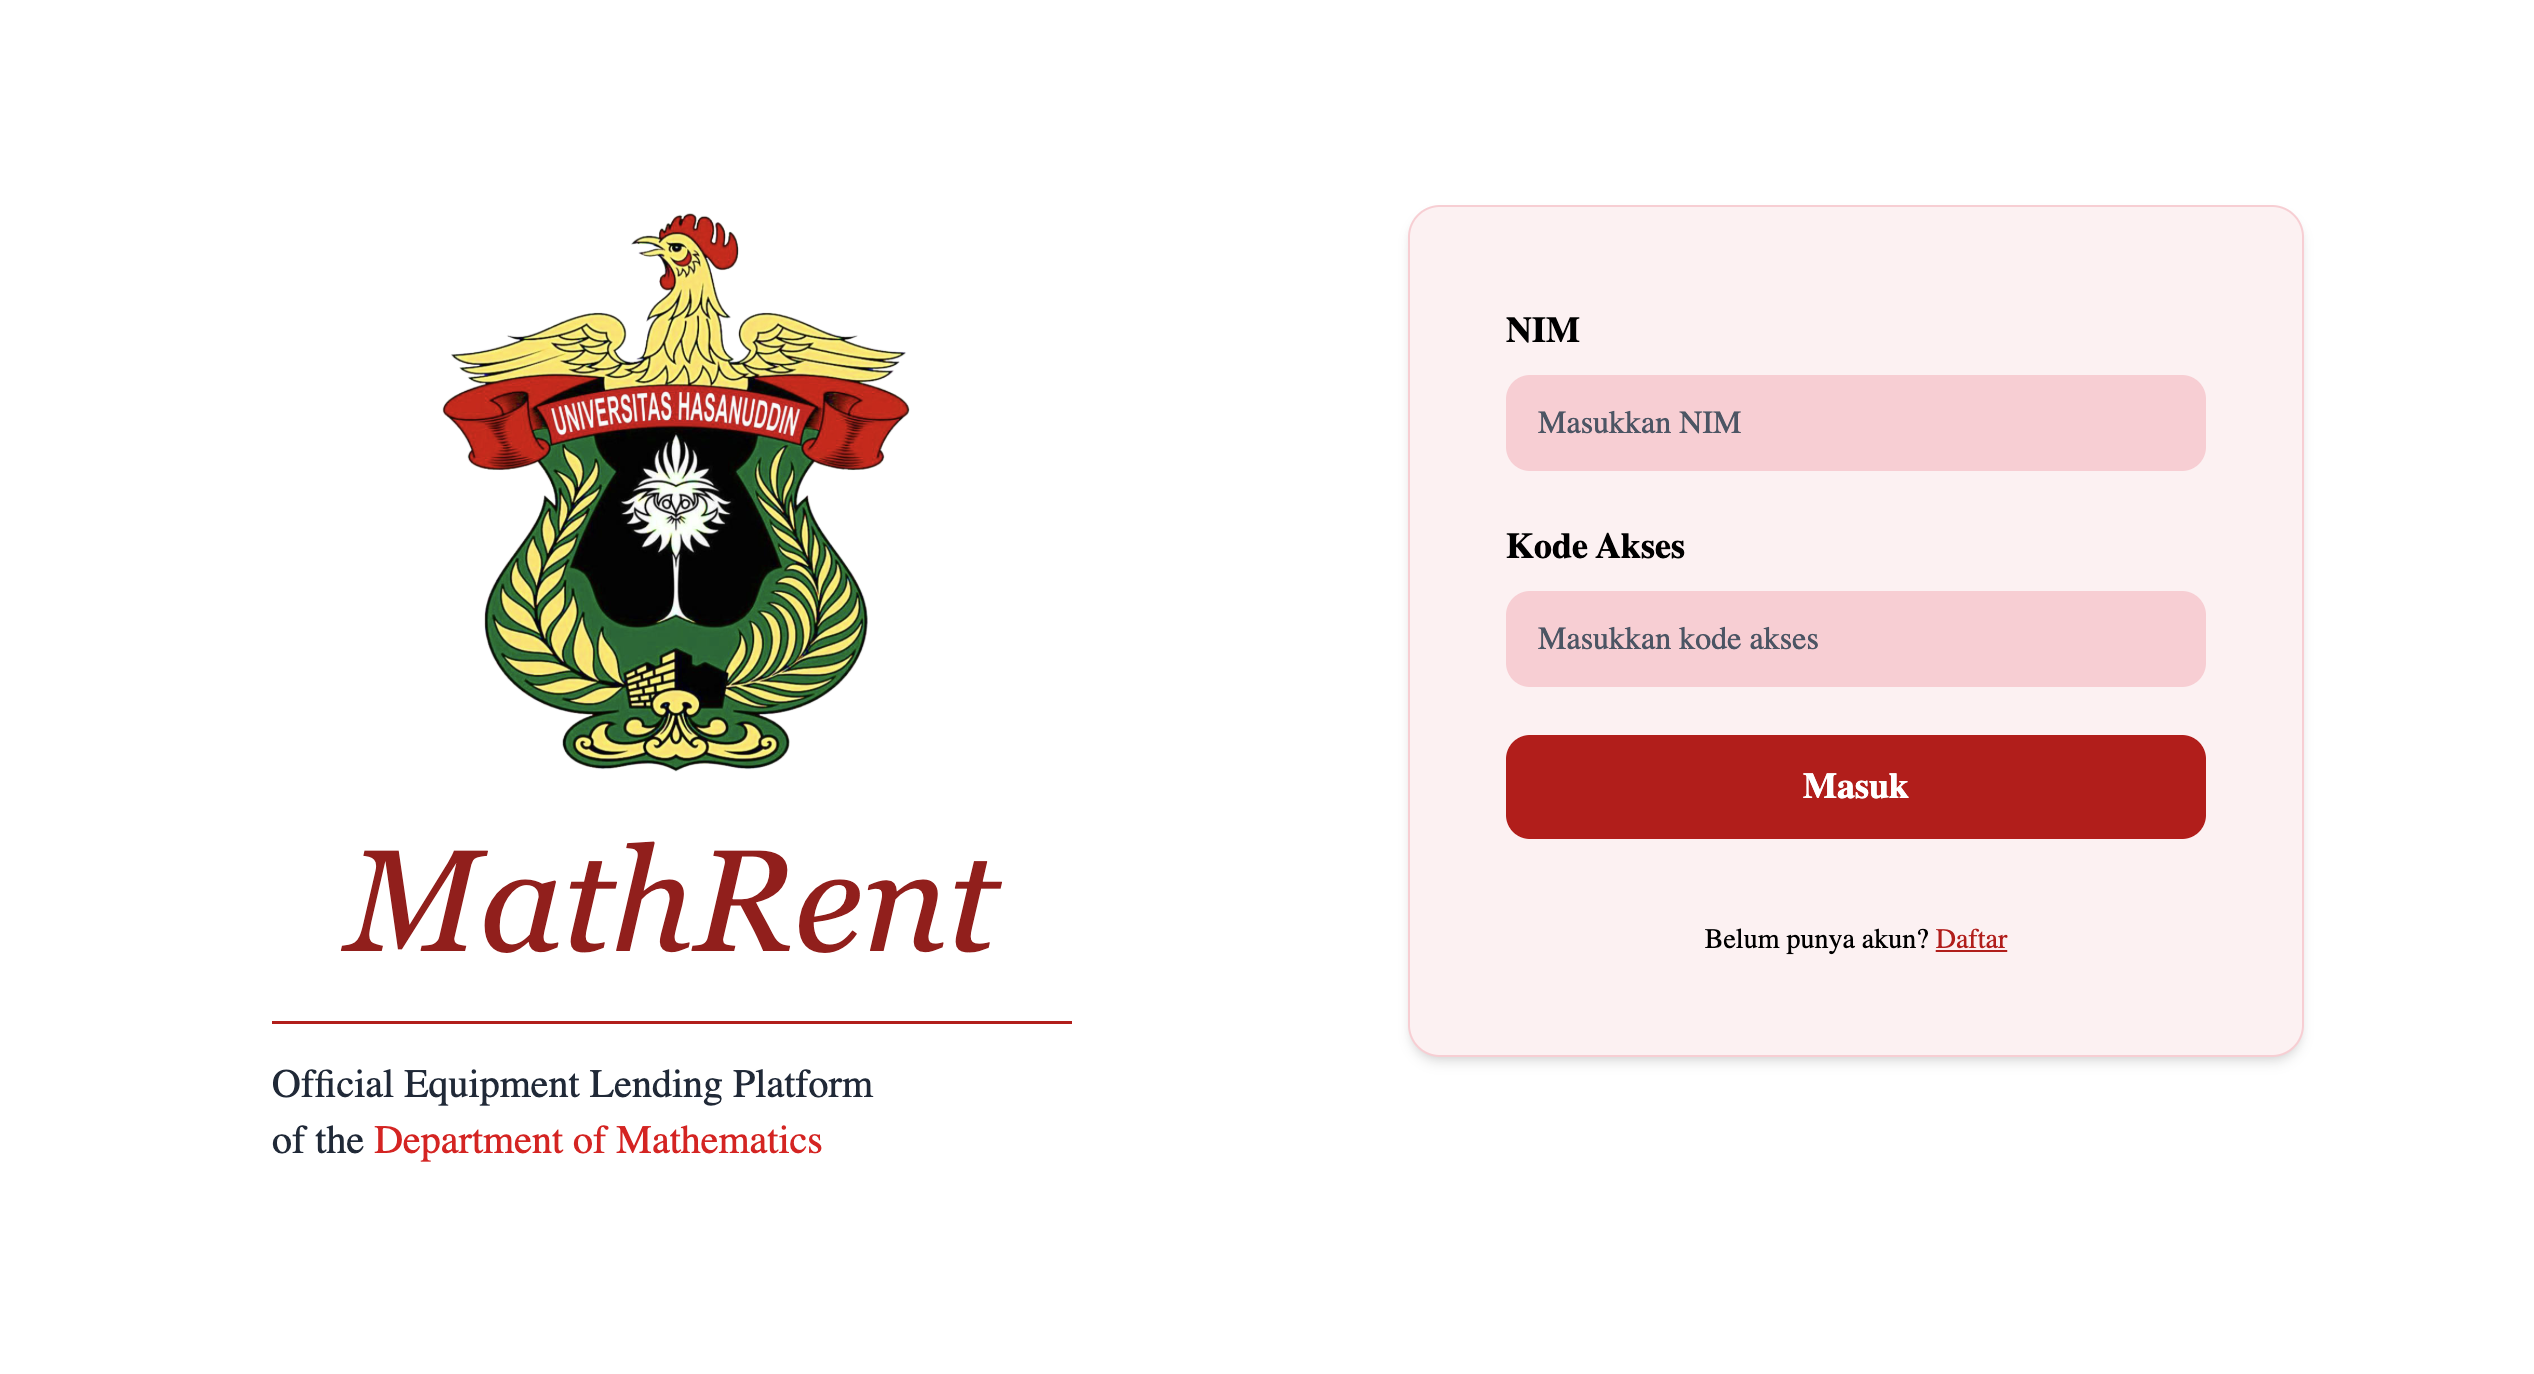 UNIVERSITAS HASANUDDIN
MathRent
Official Equipment Lending Platform
of the Department of Mathematics
NIM
Masukkan NIM
Kode Akses
Masukkan kode akses
Masuk
Belum punya akun? Daftar